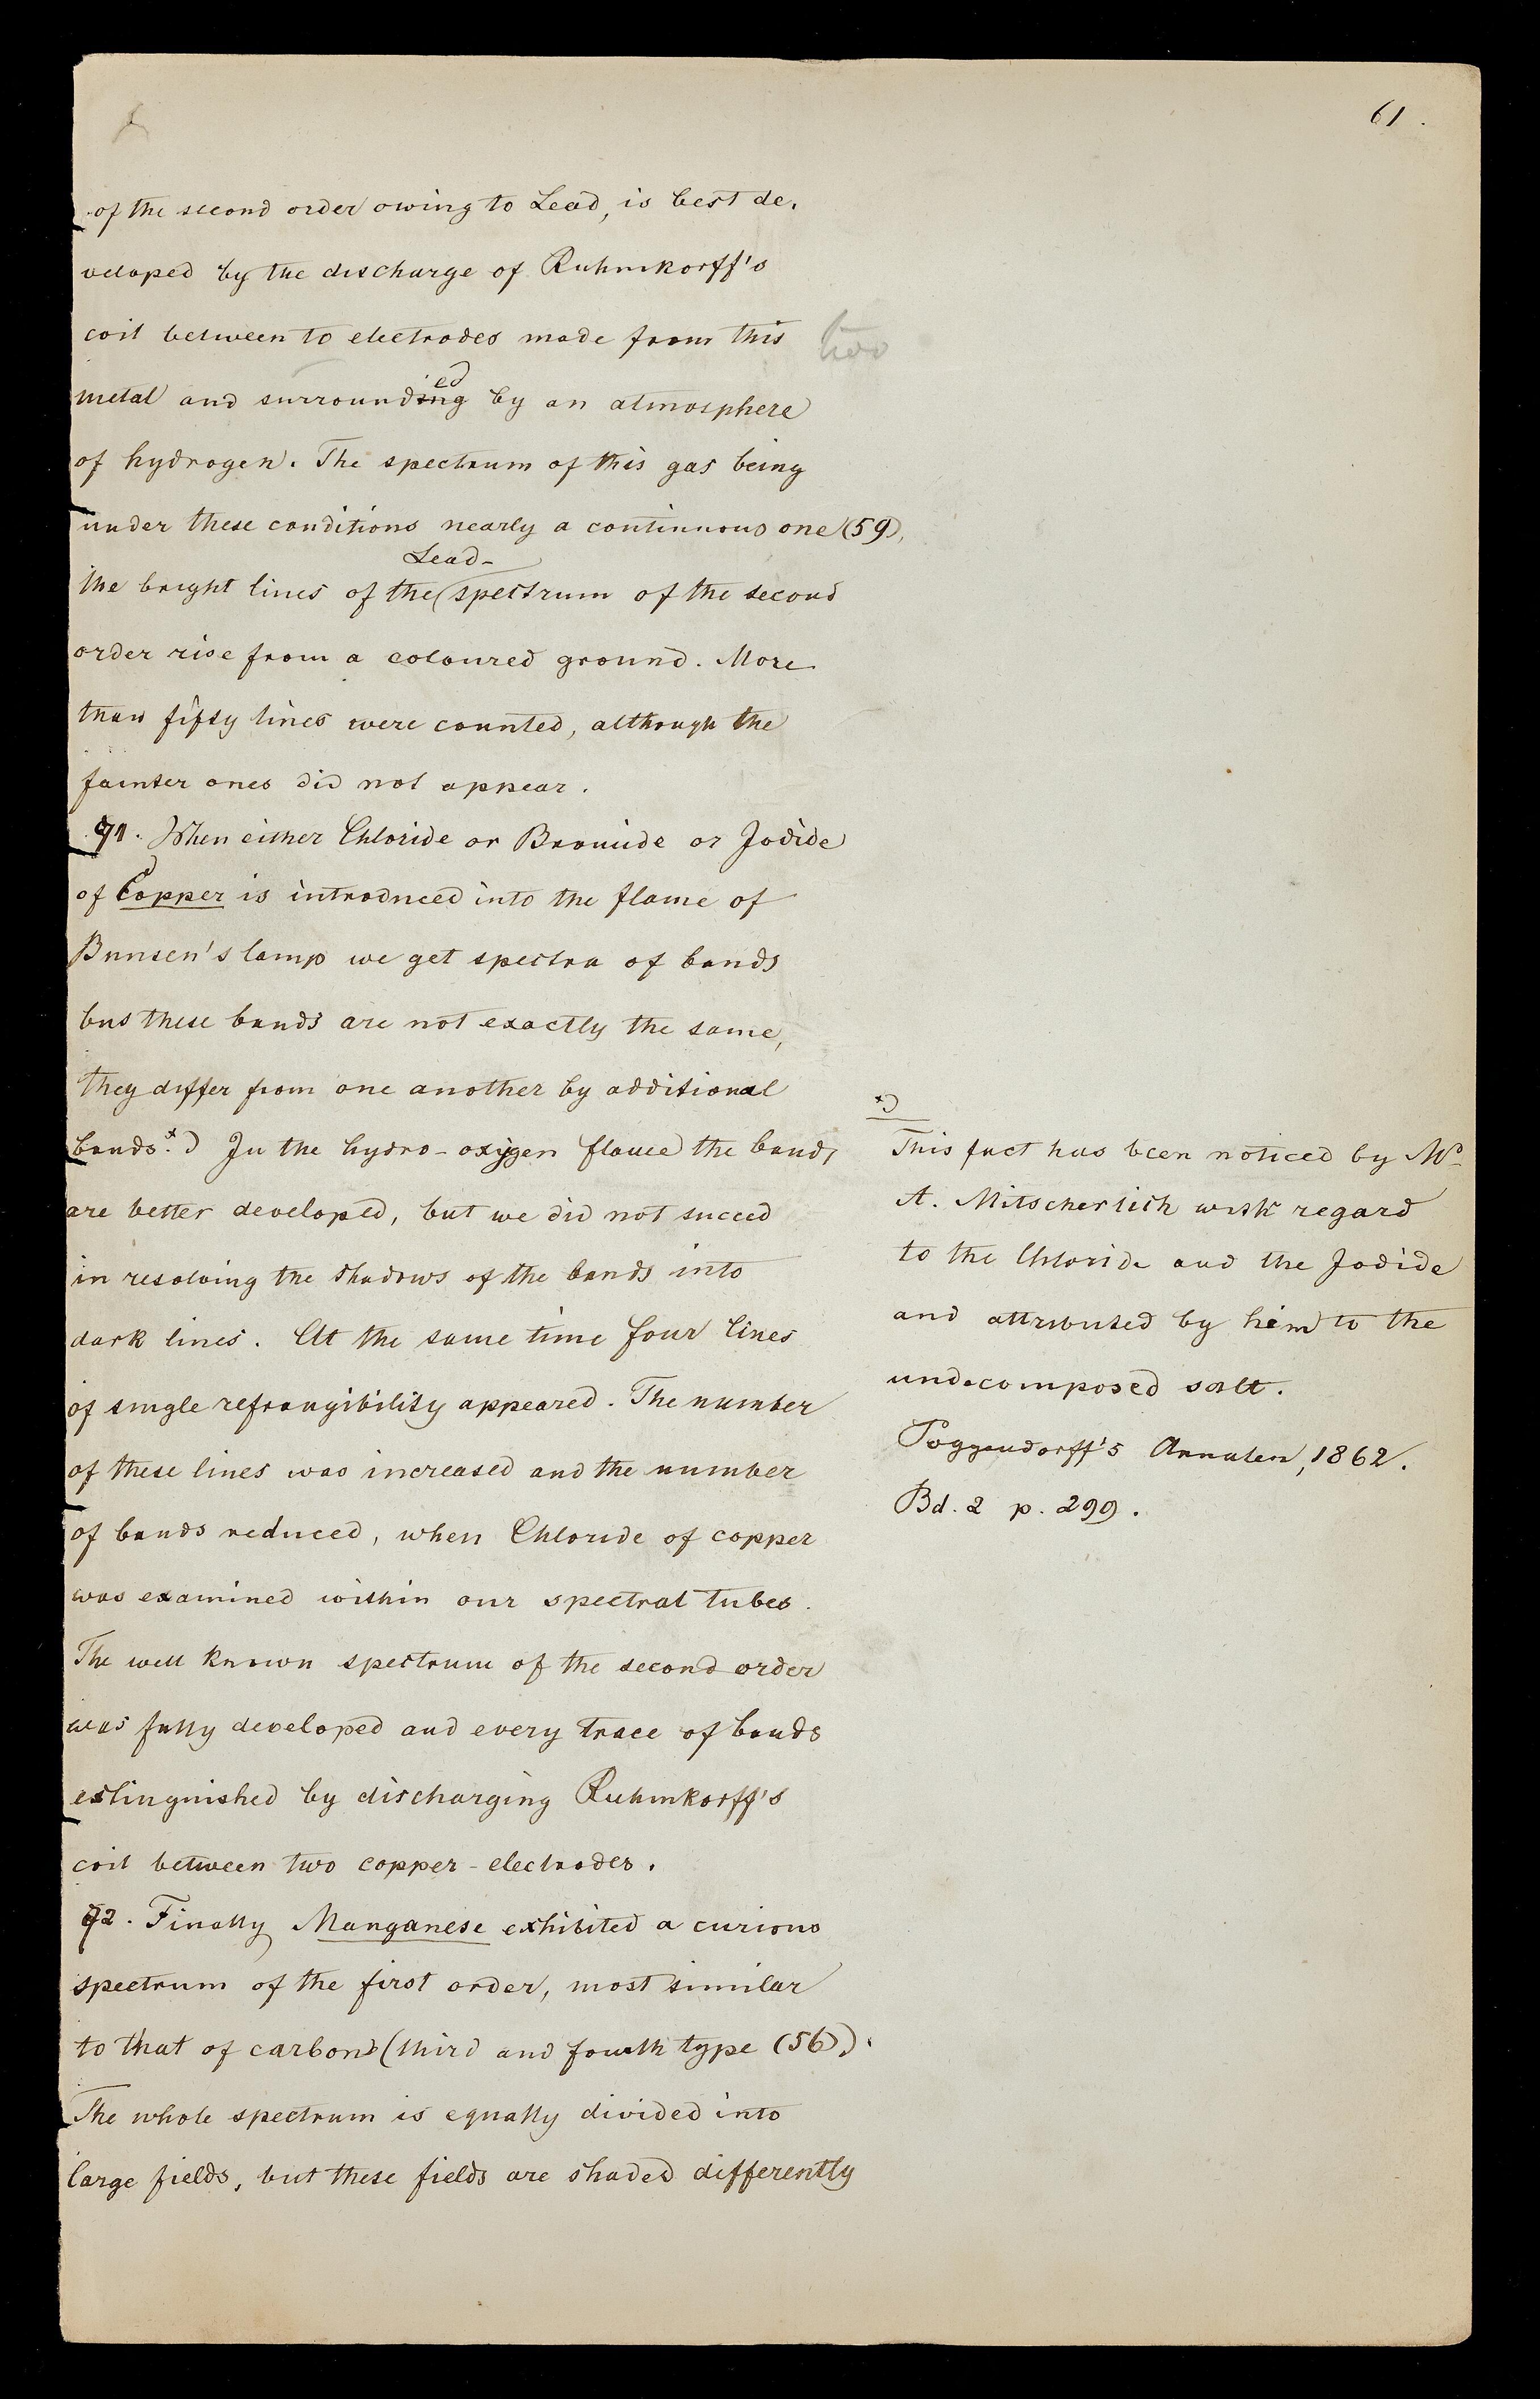 61.
of the second order owing to Lead, is best de-
veloped by the discharge of Ruhmkorff's
coil between to electrodes made from this two
metal and surrounding ed by an atmosphere
of hydrogen. The spectrum of this gas being
under these conditions nearly a continuous one (59),
Lead-
the bright lines of the spectrum of the second
order rise from a coloured ground. More
than fifty lines were counted, although the
fainter ones did not appear.
71. When either Chloride or Bromide or Jodide
of Copper is introduced into the flame of
Bunsen's lamp we get spectra of bands
bus these bands are not exactly the same,
they differ from one another by additional
bands.*) In the hydro-oxygen flame the bands
are better developed, but we did not succeed
in resolving the shadows of the bands into
dark lines. At the same time four lines
of single refrangibility appeared. The number
of these lines was increased and the number
of bands reduced, when Chloride of copper
was examined within our spectral tubes.
The well known spectrum of the second order
was fully developed and every trace of bands
extinguished by discharging Ruhmkorff's
coil between two copper-electrodes.
72. Finally Manganese exhibited a curious
spectrum of the first order, most similar
to that of carbon (third and fourth type (56)).
The whole spectrum is equally divided into
large fields, but these fields are shaded differently
*)
This fact has been noticed by Mr
A. Mitscherlich with regard
to the Chloride and the Jodide
and attributed by him to the
undecomposed salt.
Poggendorff's Annalen, 1862.
Bd. 2 p. 299.